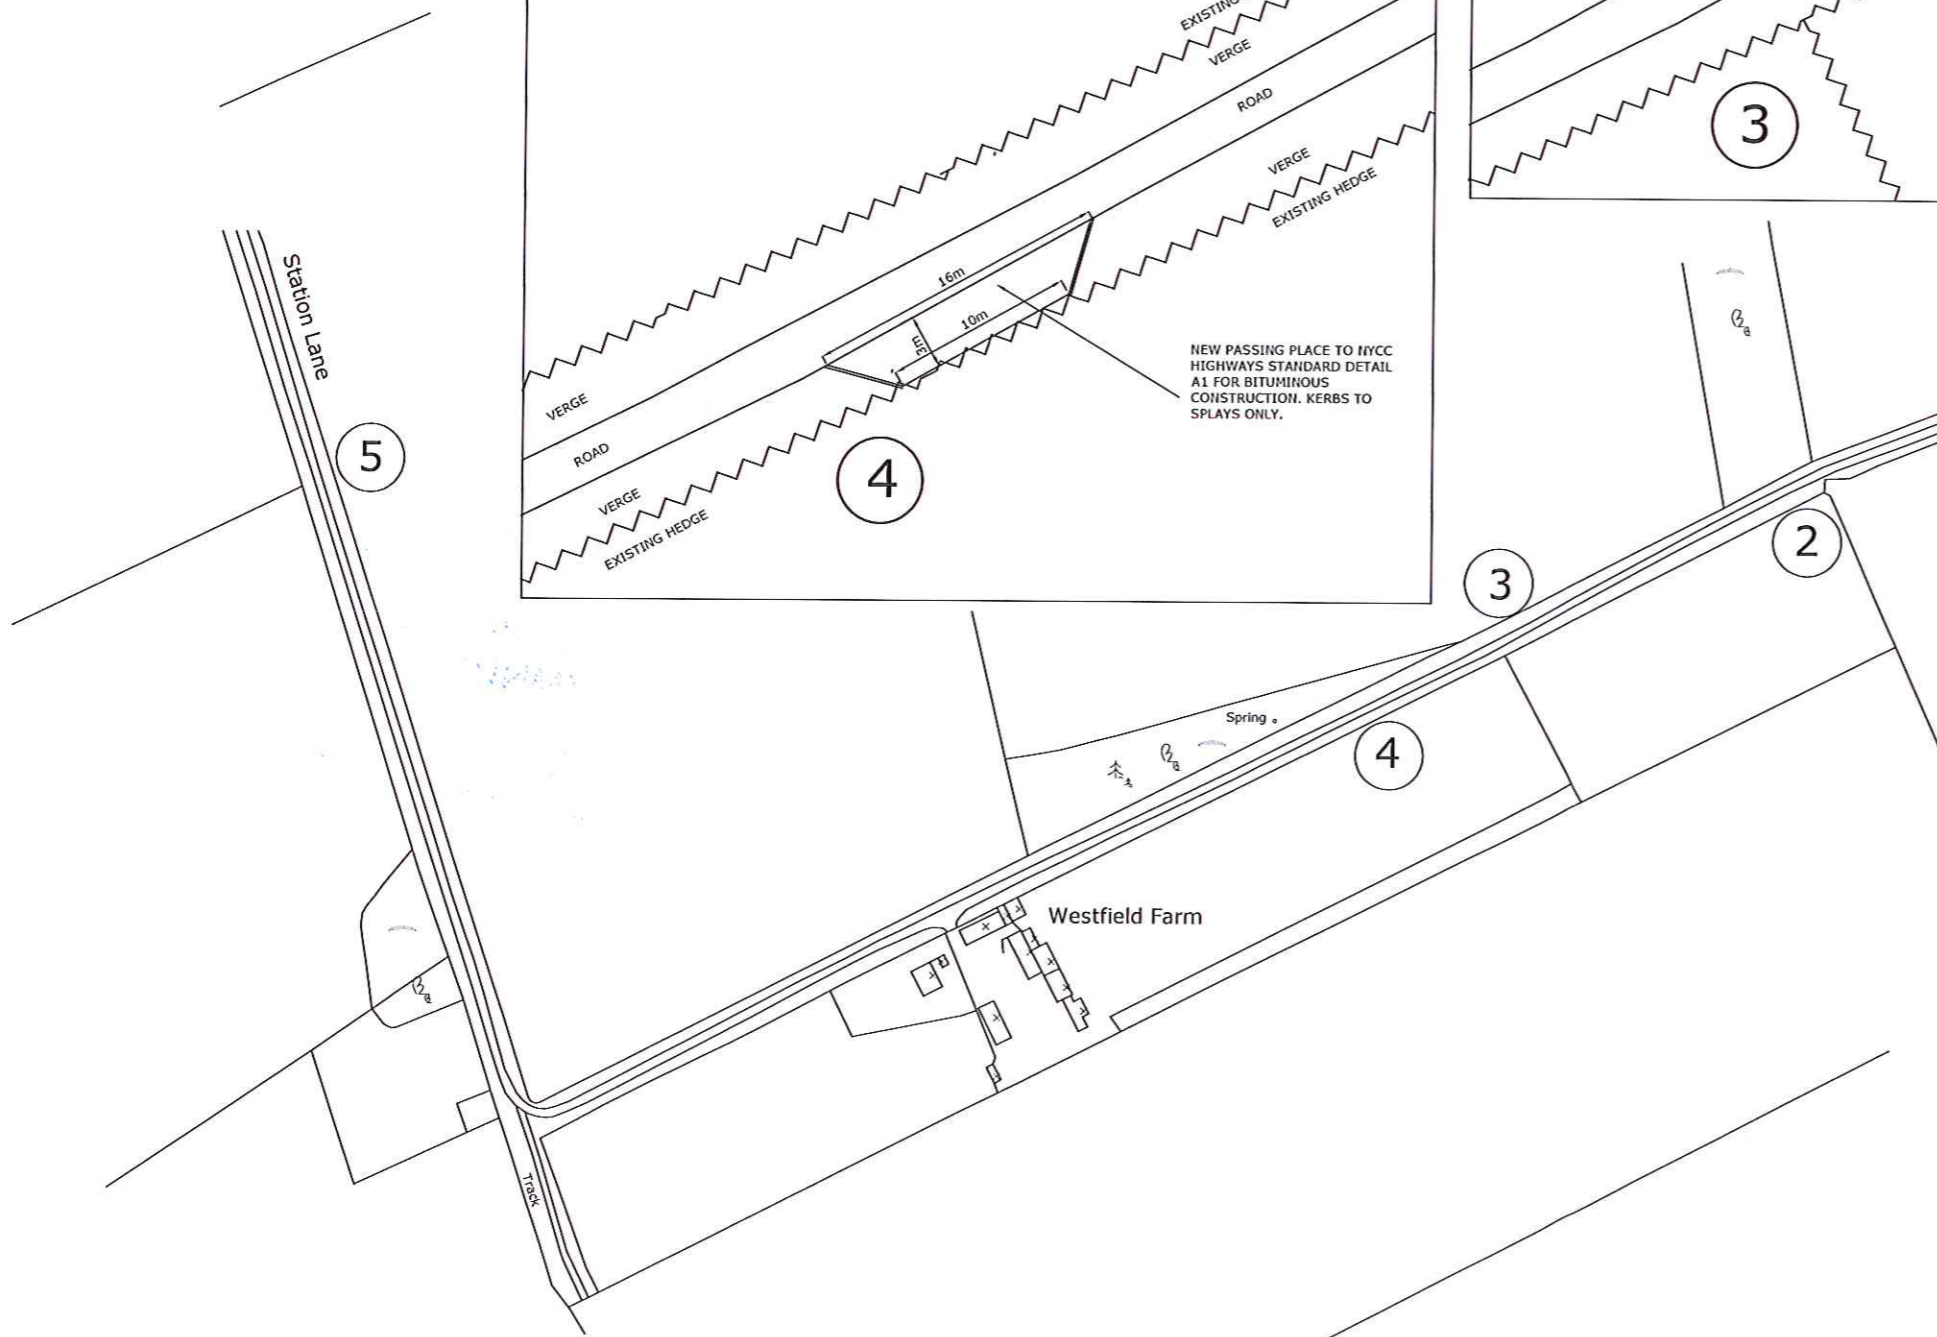 EXISTING
VERGE
ROAD
VERGE
EXISTING HEDGE
3
16m
10m
3m
NEW PASSING PLACE TO NYCC
HIGHWAYS STANDARD DETAIL
A1 FOR BITUMINOUS
CONSTRUCTION. KERBS TO
SPLAYS ONLY.
VERGE
ROAD
VERGE
EXISTING HEDGE
4
Station Lane
5
2
3
Spring
4
Westfield Farm
Track